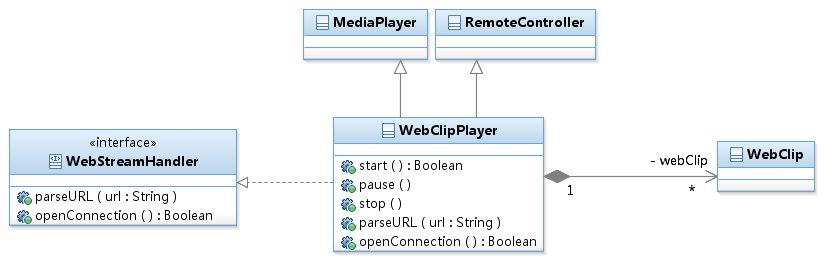 MediaPlayer
RemoteController
«interface»
WebStreamHandler
parseURL ( url : String )
openConnection ( ) : Boolean
WebClipPlayer
start ( ) : Boolean
pause ( )
stop ( )
parseURL ( url : String )
openConnection ( ) : Boolean
- webClip
1
*
WebClip